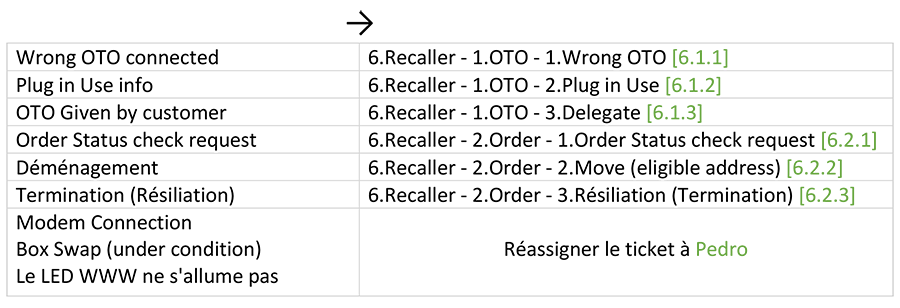 →
Wrong OTO connected 6.Recaller - 1.OTO - 1.Wrong OTO [6.1.1]
Plug in Use info 6.Recaller - 1.OTO - 2.Plug in Use [6.1.2]
OTO Given by customer 6.Recaller - 1.OTO - 3.Delegate [6.1.3]
Order Status check request 6.Recaller - 2.Order - 1.Order Status check request [6.2.1]
Déménagement 6.Recaller - 2.Order - 2.Move (eligible address) [6.2.2]
Termination (Résiliation) 6.Recaller - 2.Order - 3.Résiliation (Termination) [6.2.3]
Modem Connection
Box Swap (under condition)
Le LED WWW ne s'allume pas
Réassigner le ticket à Pedro